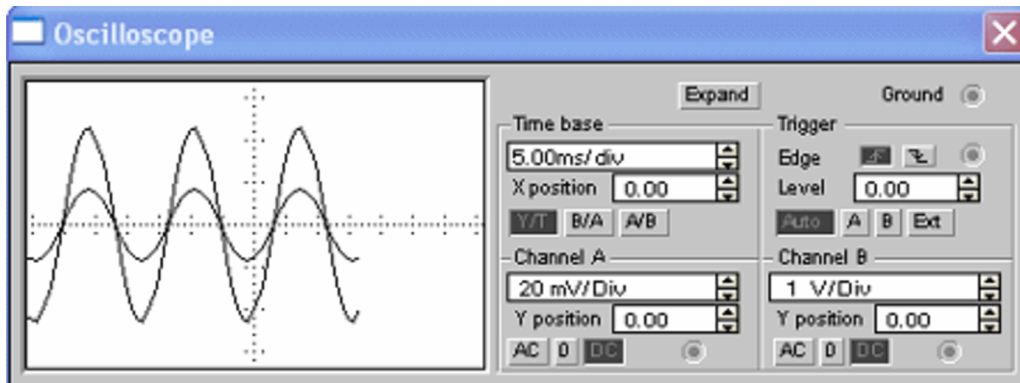 Oscilloscope
Expand Ground
Time base Trigger
5.00ms/div Edge
X position 0.00 Level 0.00
Y/T B/A A/B Auto A B Ext
Channel A Channel B
20 mV/Div 1 V/Div
Y position 0.00 Y position 0.00
AC 0 DC AC 0 DC